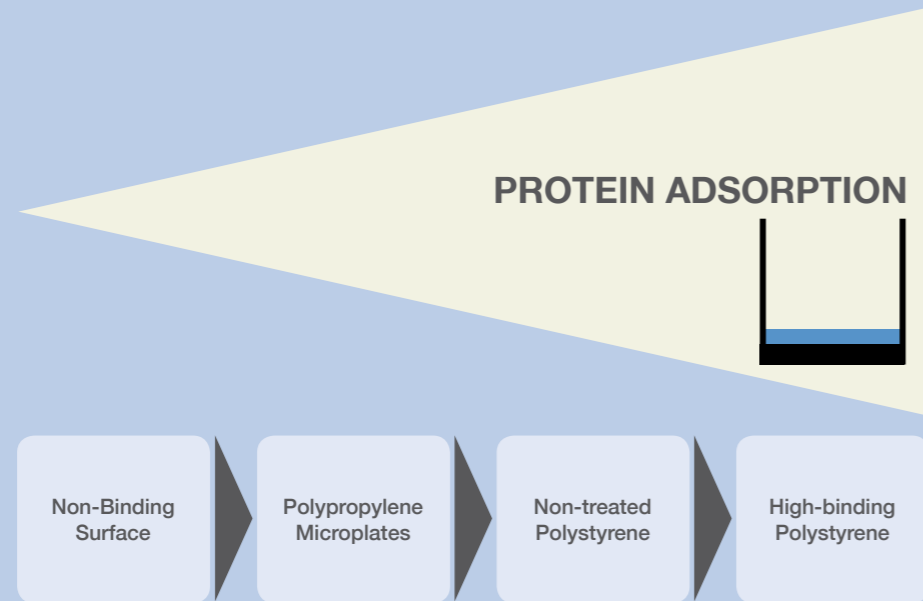 PROTEIN ADSORPTION
Non-Binding
Surface
Polypropylene
Microplates
Non-treated
Polystyrene
High-binding
Polystyrene